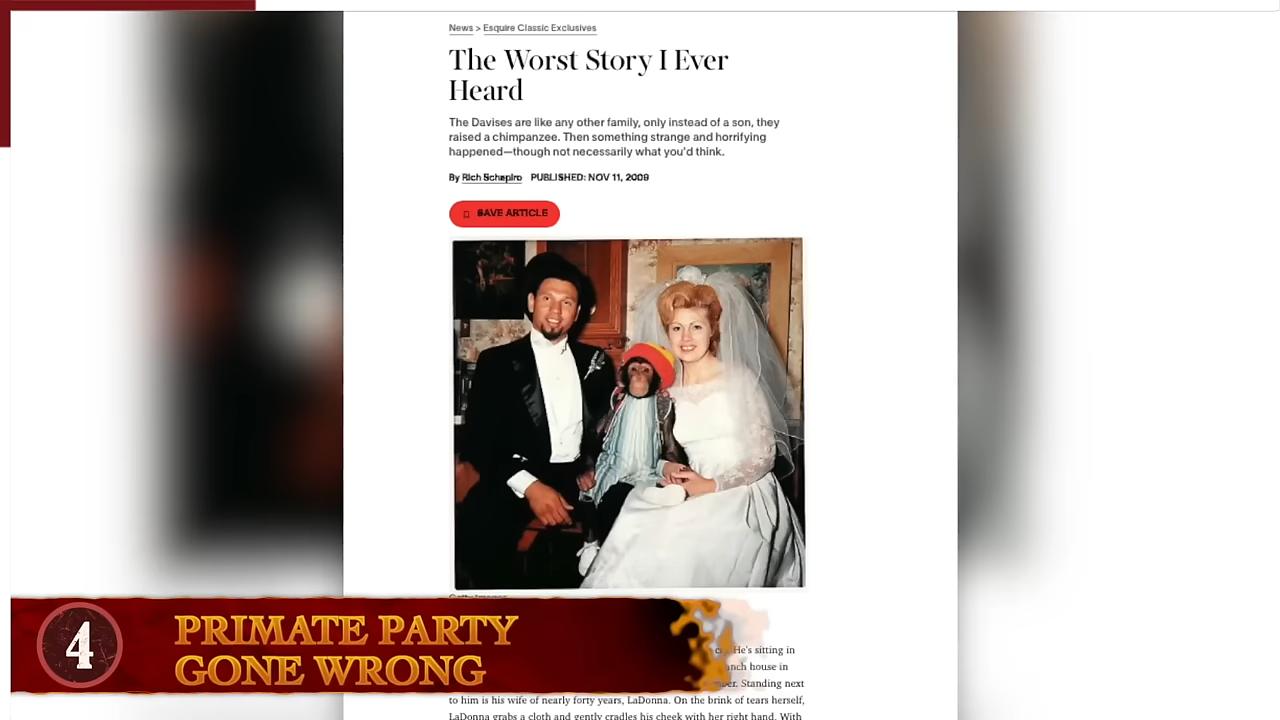 News > Esquire Classic Exclusives
The Worst Story I Ever
Heard
The Davises are like any other family, only instead of a son, they
raised a chimpanzee. Then something strange and horrifying
happened—though not necessarily what you'd think.
By Rich Schapiro PUBLISHED: NOV 11, 2009
SAVE ARTICLE
4
PRIMATE PARTY
GONE WRONG
He's sitting in
house in
Standing next
to him is his wife of nearly forty years, LaDonna. On the brink of tears herself,
LaDonna grabs a cloth and gently cradles his cheek with her right hand. With